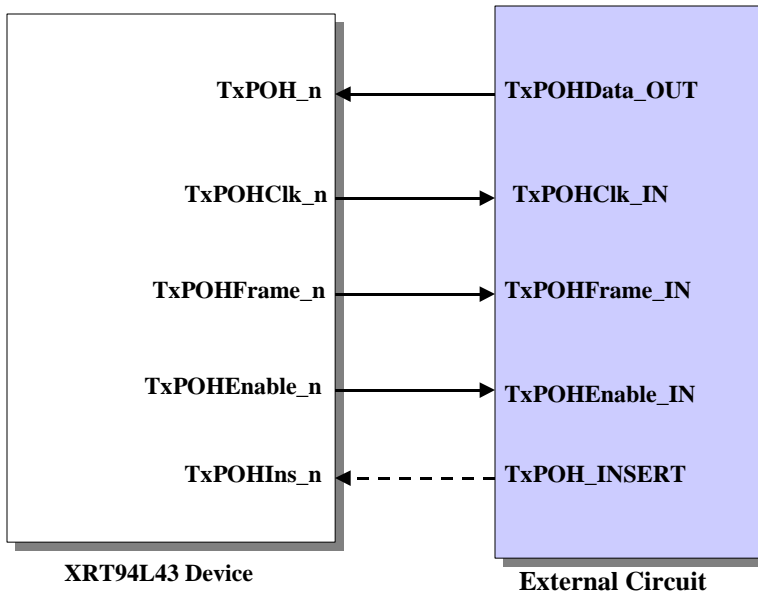 TxPOH_n
TxPOHData_OUT
TxPOHClk_n
TxPOHClk_IN
TxPOHFrame_n
TxPOHFrame_IN
TxPOHEnable_n
TxPOHEnable_IN
TxPOHIns_n
TxPOH_INSERT
XRT94L43 Device
External Circuit